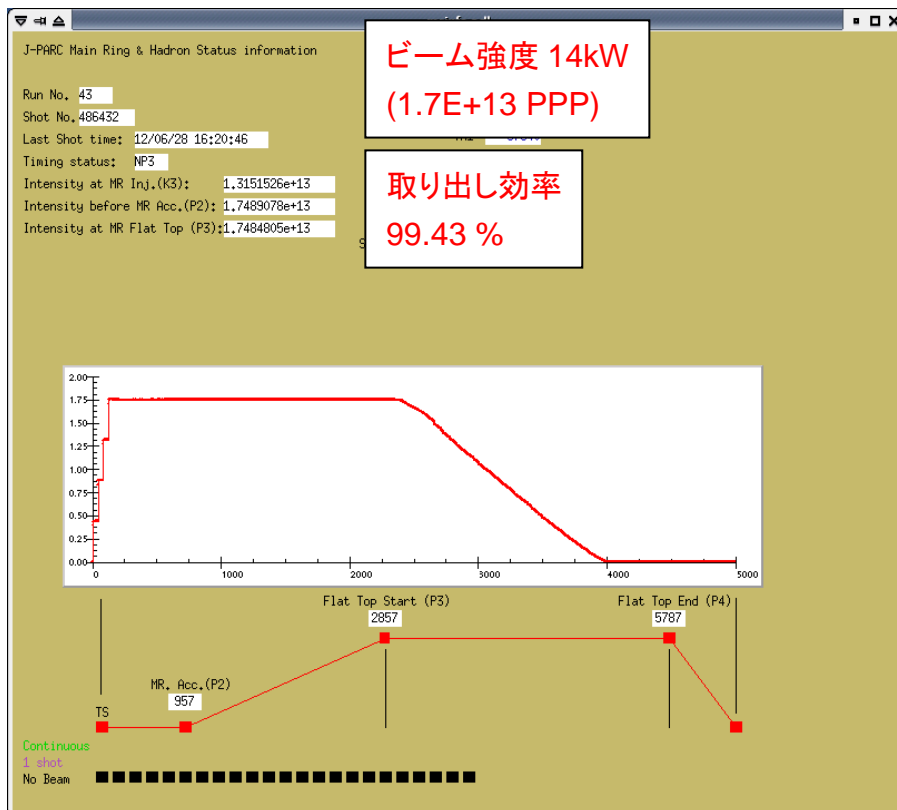 J-PARC Main Ring & Hadron Status information
ビーム強度 14kW
(1.7E+13 PPP)
Run No. 43
Shot No. 486432
Last Shot time: 12/06/28 16:20:46
Timing status: NP3
Intensity at MR Inj.(K3): 1.3151526e+13
Intensity before MR Acc.(P2): 1.7489078e+13
Intensity at MR Flat Top (P3): 1.7484805e+13
取り出し効率
99.43 %
2.00
1.75
1.50
1.25
1.00
0.75
0.50
0.25
0.00
0 1000 2000 3000 4000 5000
Flat Top Start (P3) Flat Top End (P4)
2857 5787
MR. Acc.(P2)
957
TS
Continuous
1 shot
No Beam